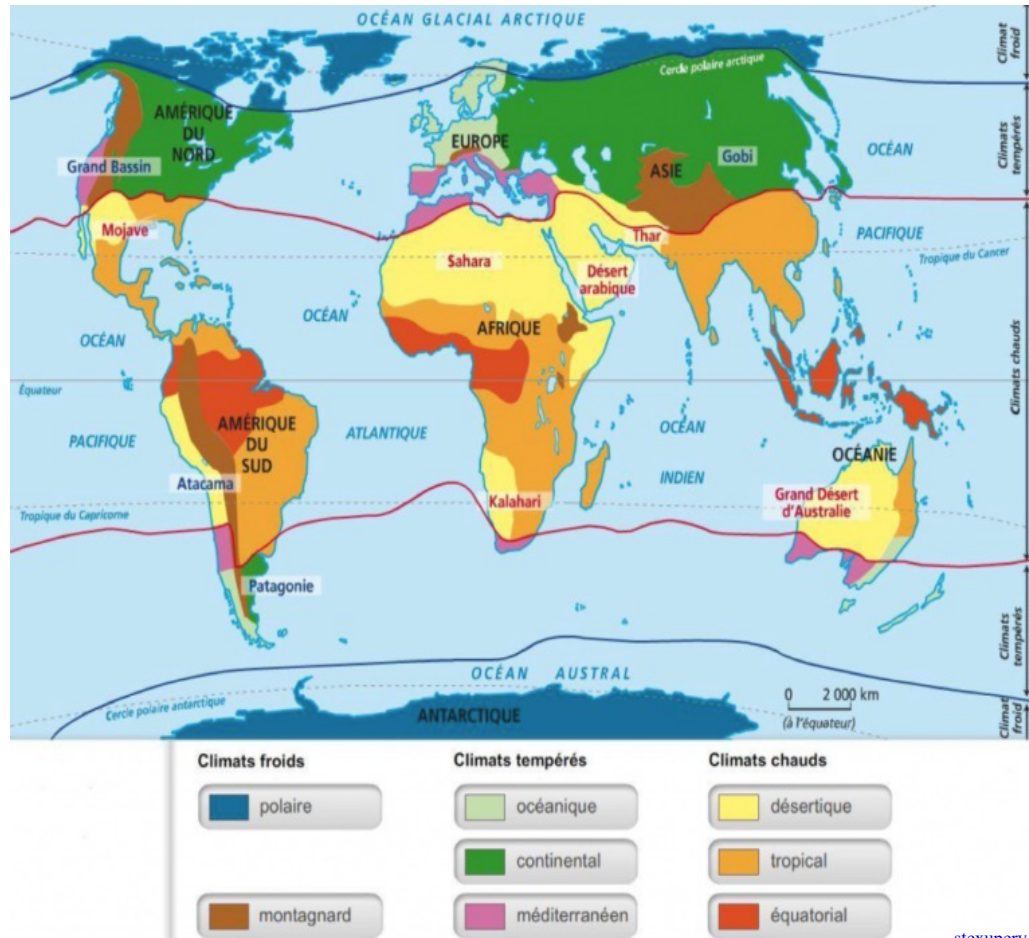 OCÉAN GLACIAL ARCTIQUE
Climat
froid
Cercle polaire arctique
AMÉRIQUE
DU
NORD
EUROPE
Grand Bassin
ASIE
Gobi
OCÉAN
Climats
tempérés
Mojave
Thar
PACIFIQUE
Sahara
Désert
arabique
Tropique du Cancer
OCÉAN
OCÉAN
AFRIQUE
Climats chauds
Équateur
PACIFIQUE
AMÉRIQUE
DU
SUD
ATLANTIQUE
OCÉAN
INDIEN
OCÉANIE
Atacama
Kalahari
Grand Désert
d'Australie
Tropique du Capricorne
Patagonie
Climats
tempérés
OCÉAN AUSTRAL
Cercle polaire antarctique
ANTARCTIQUE
0 2 000 km
(à l'équateur)
Climat
froid
Climats froids
Climats tempérés
Climats chauds
polaire
océanique
désertique
continental
tropical
montagnard
méditerranéen
équatorial